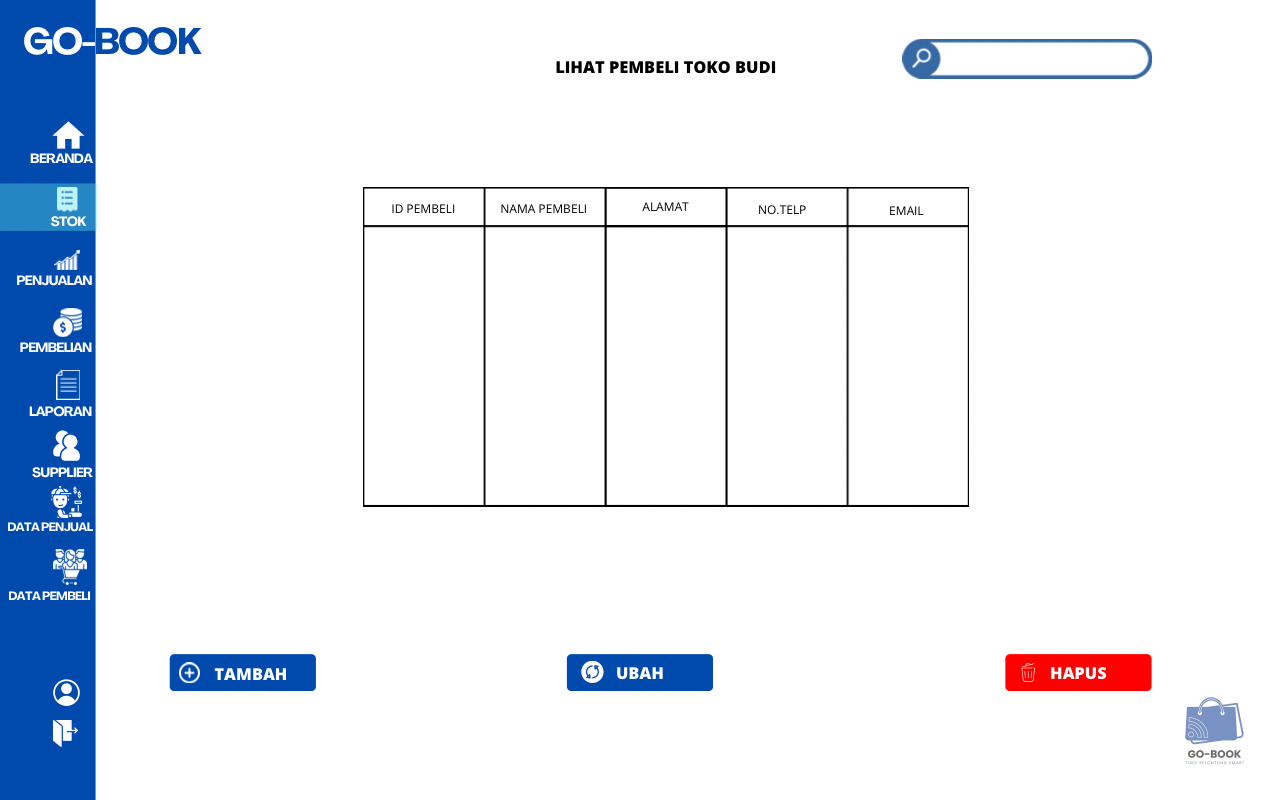 GO-BOOK
LIHAT PEMBELI TOKO BUDI
BERANDA
STOK
PENJUALAN
PEMBELIAN
LAPORAN
SUPPLIER
DATA PENJUAL
DATA PEMBELI
ID PEMBELI NAMA PEMBELI ALAMAT NO.TELP EMAIL
TAMBAH
UBAH
HAPUS
GO-BOOK
TOKO KELONTONG SMART